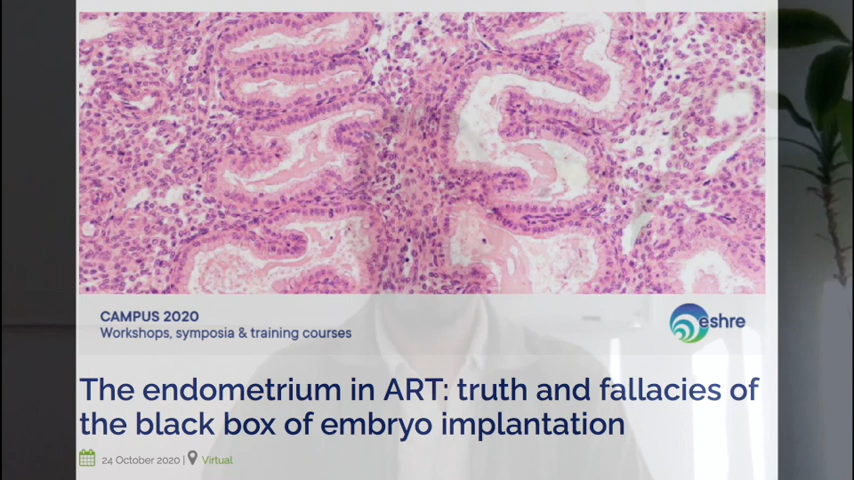 CAMPUS 2020
Workshops, symposia & training courses
eshre
The endometrium in ART: truth and fallacies of
the black box of embryo implantation
24 October 2020 | Virtual